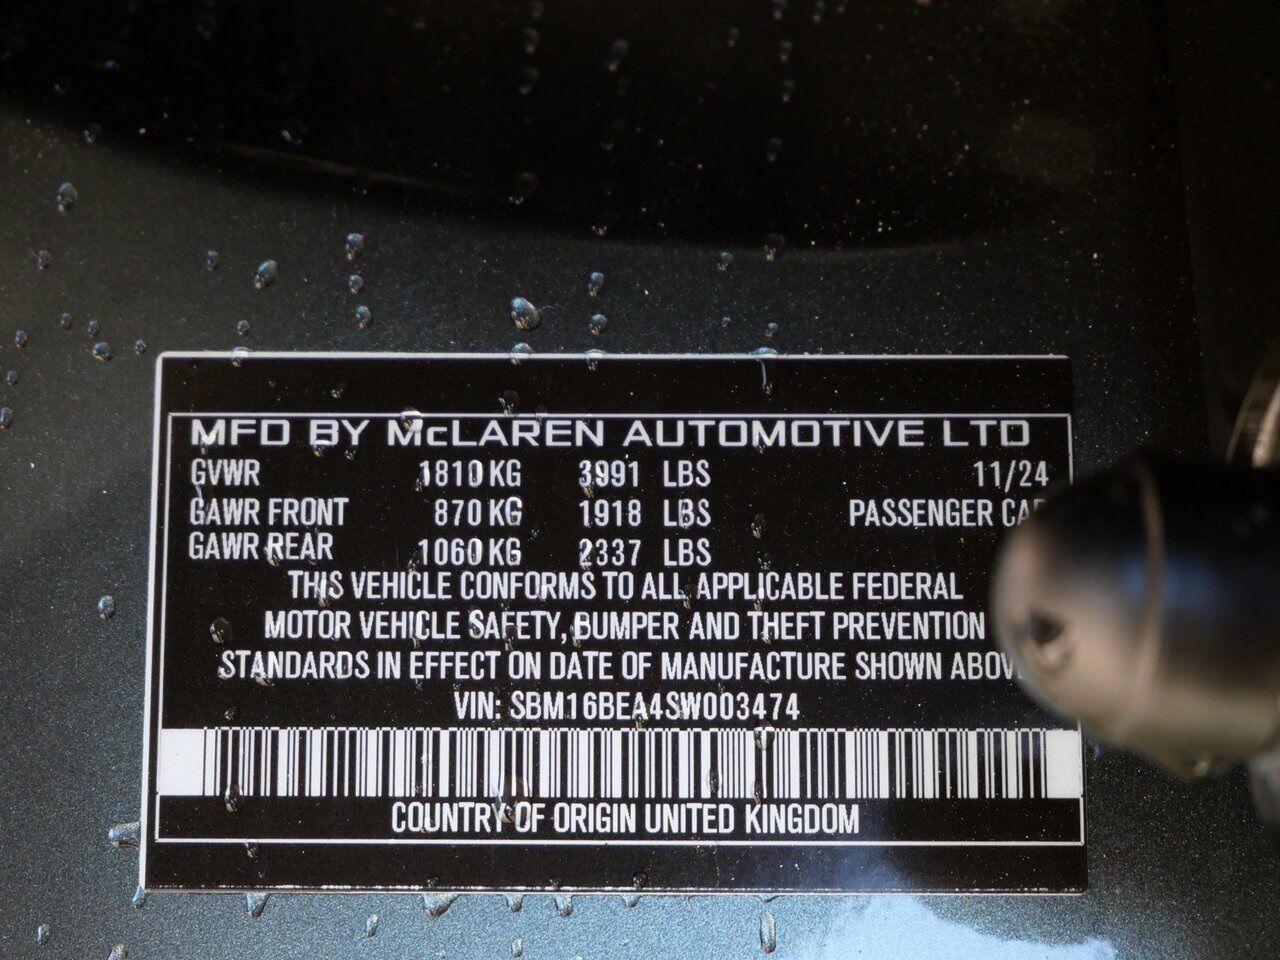 MFD BY McLAREN AUTOMOTIVE LTD
GVWR 1810 KG 3991 LBS 11/24
GAWR FRONT 870 KG 1918 LBS PASSENGER
GAWR REAR 1060 KG 2337 LBS
THIS VEHICLE CONFORMS TO ALL APPLICABLE FEDERAL
MOTOR VEHICLE SAFETY, BUMPER AND THEFT PREVENTION
STANDARDS IN EFFECT ON DATE OF MANUFACTURE SHOWN
VIN: SBM16BEA4SW003474
COUNTRY OF ORIGIN UNITED KINGDOM